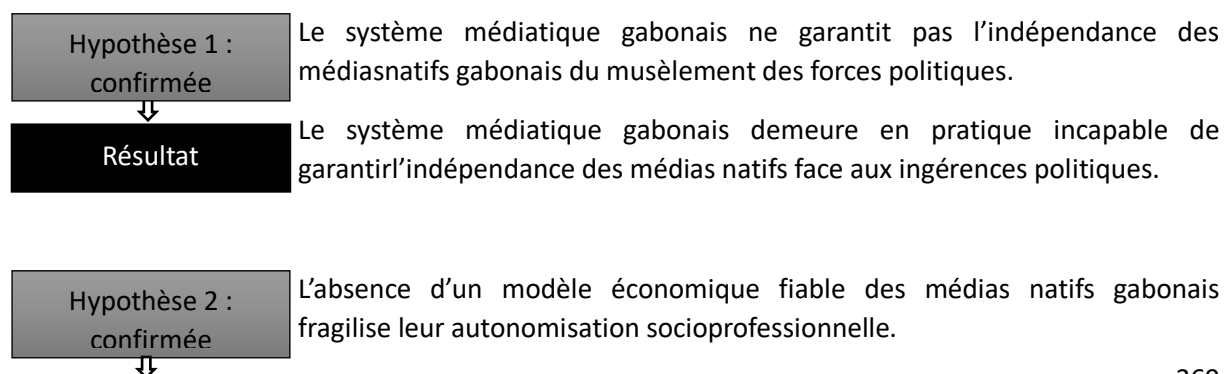 Hypothèse 1 :
confirmée
Le système médiatique gabonais ne garantit pas l’indépendance des
médiasnatifs gabonais du musèlement des forces politiques.
Résultat
Le système médiatique gabonais demeure en pratique incapable de
garantirl’indépendance des médias natifs face aux ingérences politiques.
Hypothèse 2 :
confirmée
L’absence d’un modèle économique fiable des médias natifs gabonais
fragilise leur autonomisation socioprofessionnelle.